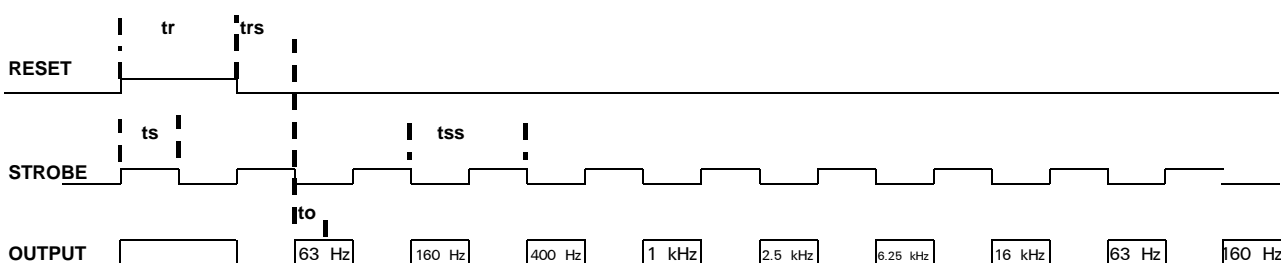 tr trs
RESET
ts tss
STROBE
to
OUTPUT 63 Hz 160 Hz 400 Hz 1 kHz 2.5 kHz 6.25 kHz 16 kHz 63 Hz 160 Hz